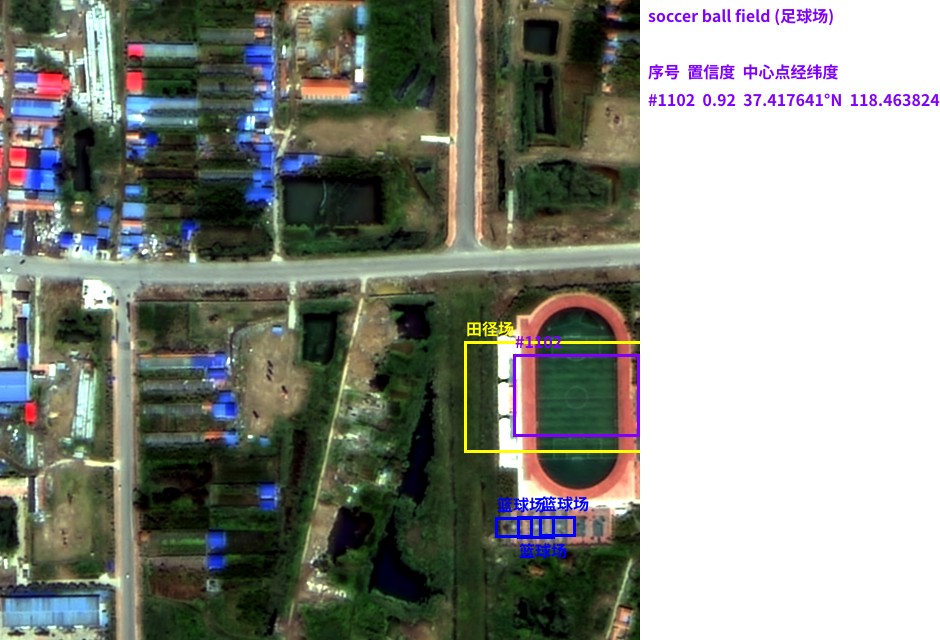 soccer ball field (足球场)
序号 置信度 中心点经纬度
#1102 0.92 37.417641°N 118.463824
田径场
#1102
篮球场
篮球场
篮球场